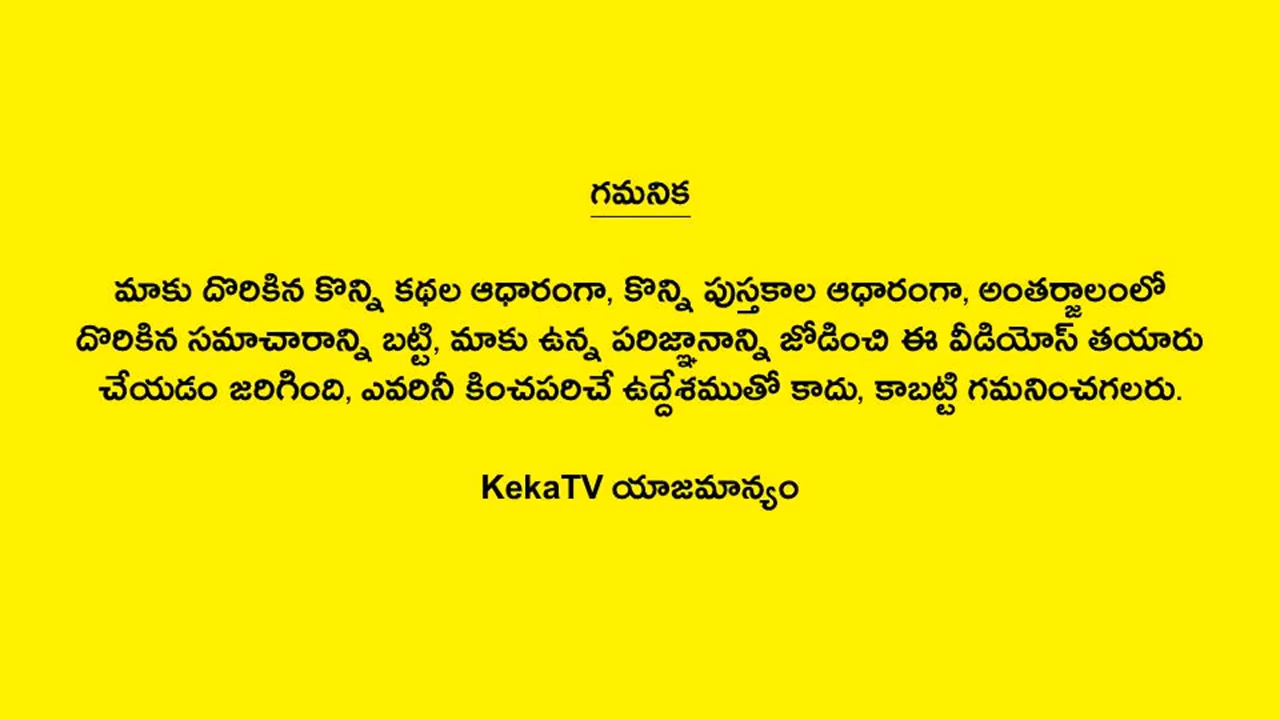 గమనిక
మాకు దొరికిన కొన్ని కథల ఆధారంగా, కొన్ని పుస్తకాల ఆధారంగా, అంతర్జాలంలో
దొరికిన సమాచారాన్ని బట్టి, మాకు ఉన్న పరిజ్ఞానాన్ని జోడించి ఈ వీడియోస్ తయారు
చేయడం జరిగింది, ఎవరినీ కించపరిచే ఉద్దేశముతో కాదు, కాబట్టి గమనించగలరు.
KekaTV యాజమాన్యం